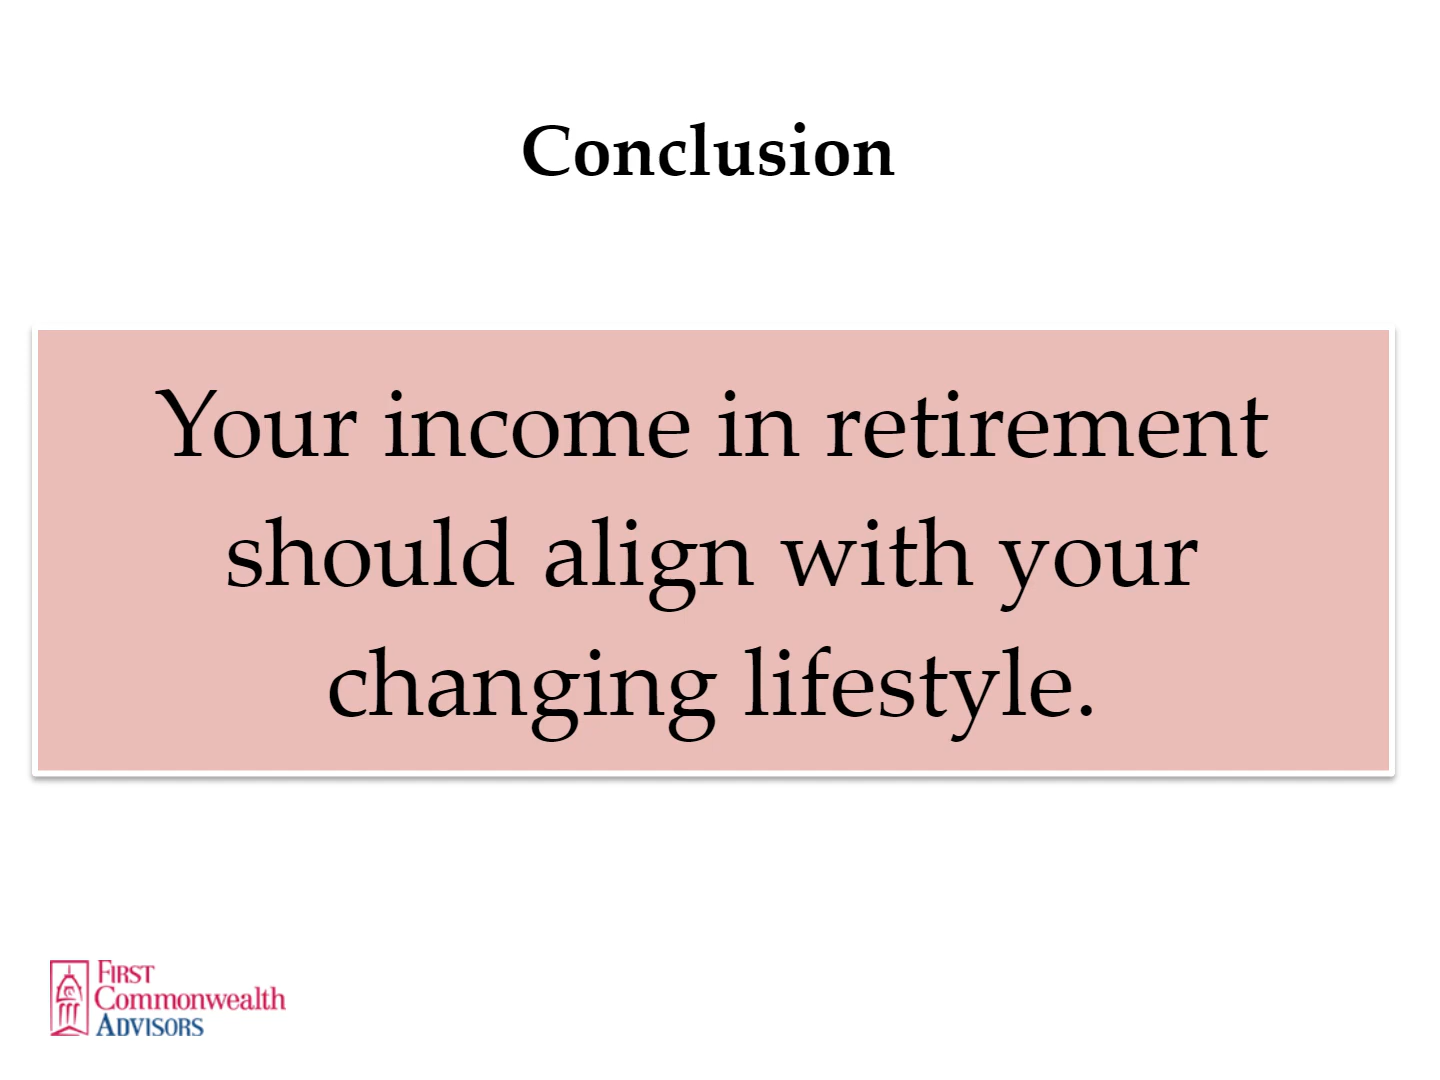 Conclusion
Your income in retirement
should align with your
changing lifestyle.
First
Commonwealth
Advisors